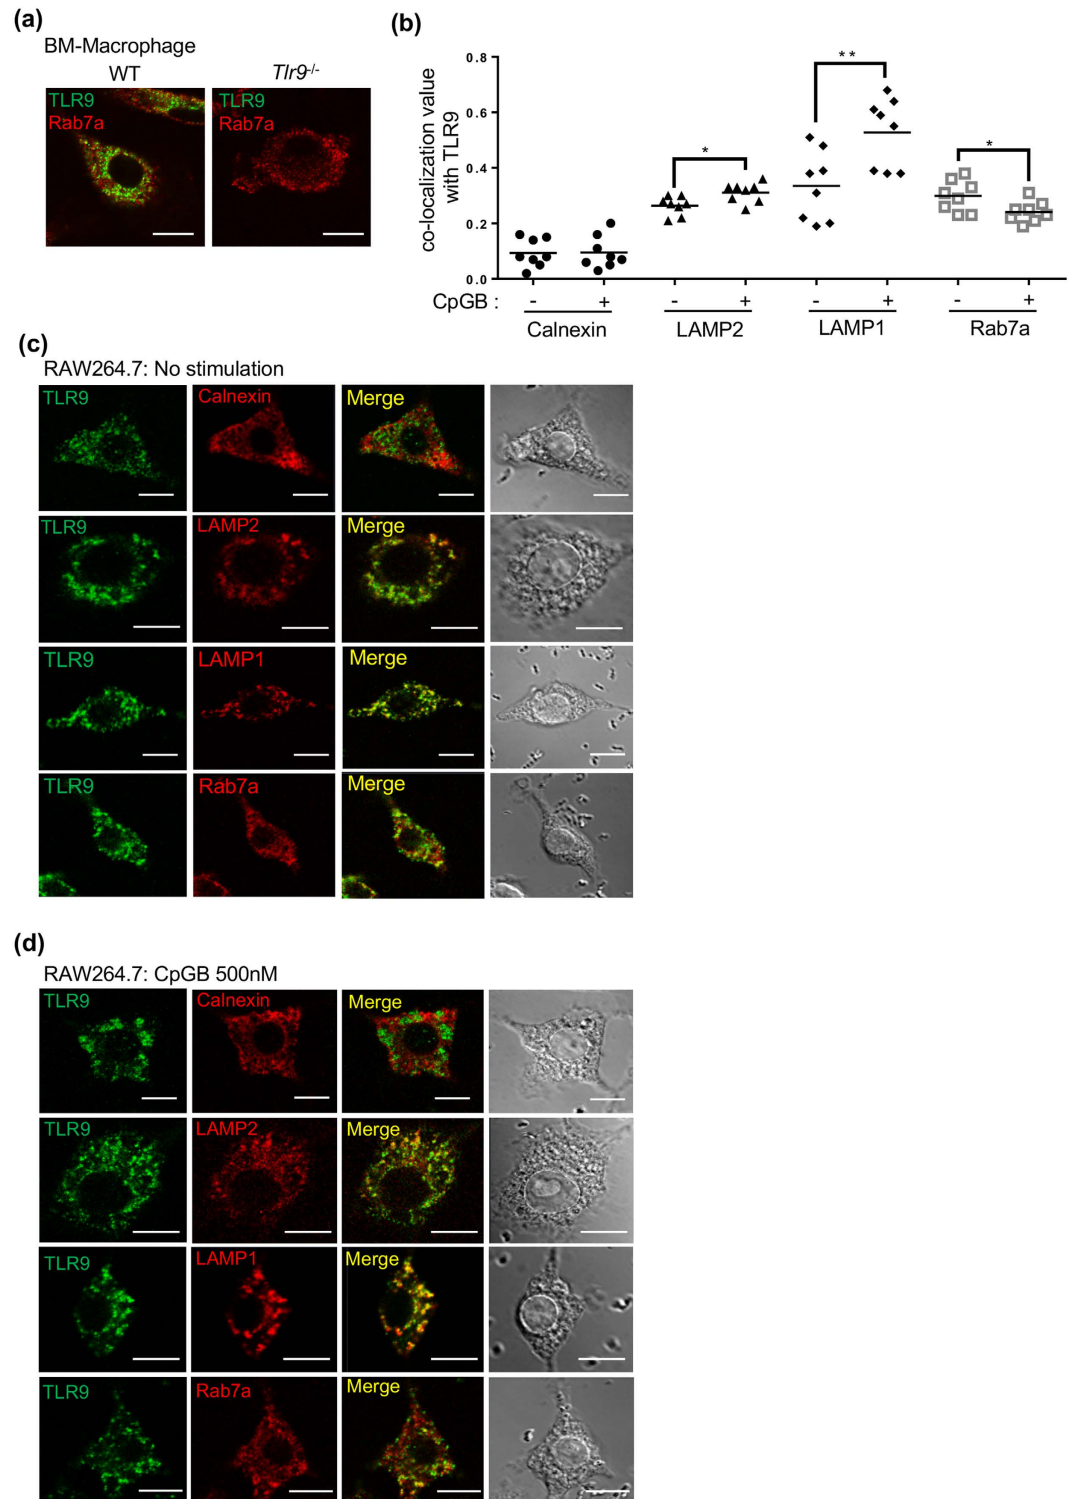 (a)
BM-Macrophage
WT
Tlr9-/-
TLR9
Rab7a
TLR9
Rab7a
(b)
co-localization value
with TLR9
0.8
0.6
0.4
0.2
0.0
*
**
*
CpGB : - + - + - + - +
Calnexin LAMP2 LAMP1 Rab7a
(c)
RAW264.7: No stimulation
TLR9 Calnexin Merge
TLR9 LAMP2 Merge
TLR9 LAMP1 Merge
TLR9 Rab7a Merge
(d)
RAW264.7: CpGB 500nM
TLR9 Calnexin Merge
TLR9 LAMP2 Merge
TLR9 LAMP1 Merge
TLR9 Rab7a Merge